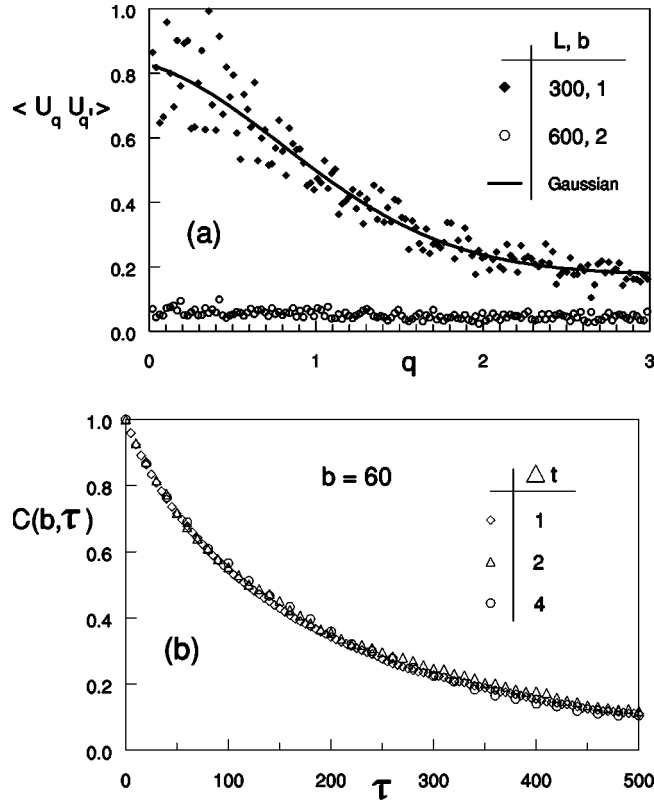 1.0
0.8
0.6
0.4
0.2
0.0
< U_q U_q' >
L, b
300, 1
600, 2
Gaussian
(a)
0 1 2 3
q
1.0
0.8
0.6
0.4
0.2
0.0
C(b,τ)
b = 60
△ t
1
2
4
(b)
0 100 200 300 400 500
τ